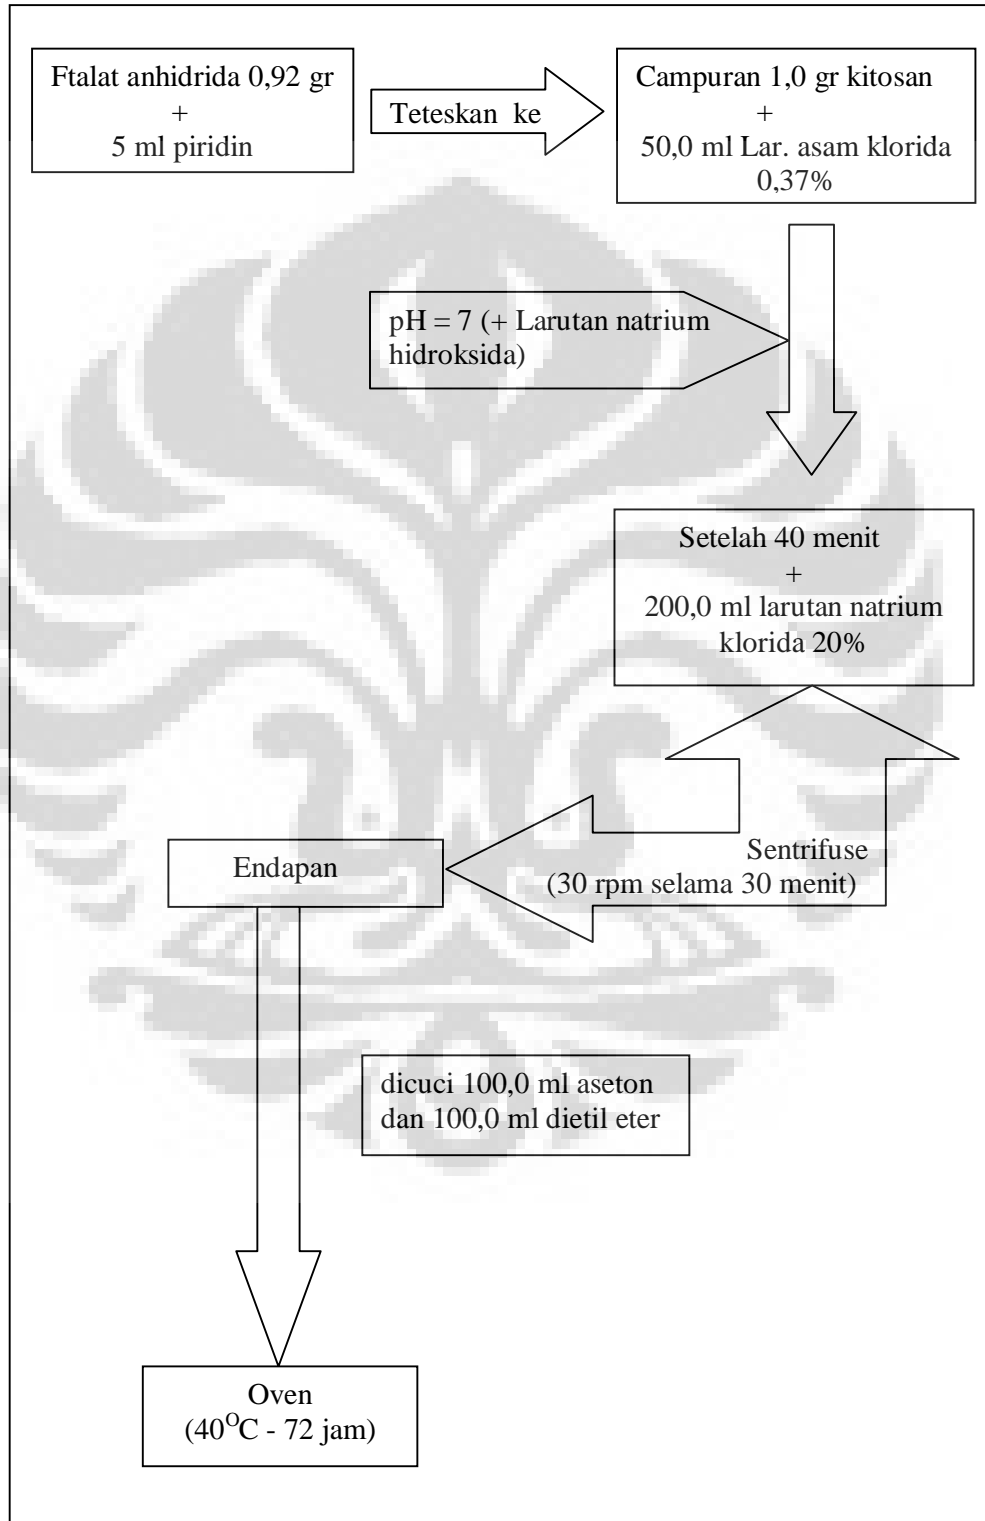 Ftalat anhidrida 0,92 gr
+
5 ml piridin
Teteskan ke
Campuran 1,0 gr kitosan
+
50,0 ml Lar. asam klorida
0,37%
pH = 7 (+ Larutan natrium
hidroksida)
Setelah 40 menit
+
200,0 ml larutan natrium
klorida 20%
Sentrifuse
(30 rpm selama 30 menit)
Endapan
dicuci 100,0 ml aseton
dan 100,0 ml dietil eter
Oven
(40^OC - 72 jam)